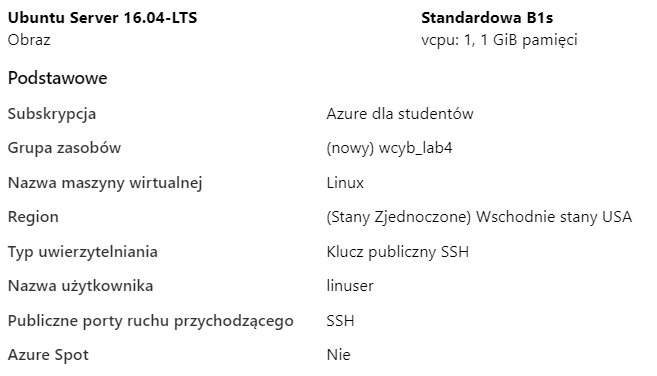 Ubuntu Server 16.04-LTS Standardowa B1s
Obraz vcpu: 1, 1 GiB pamięci
Podstawowe
Subskrypcja Azure dla studentów
Grupa zasobów (nowy) wcyb_lab4
Nazwa maszyny wirtualnej Linux
Region (Stany Zjednoczone) Wschodnie stany USA
Typ uwierzytelniania Klucz publiczny SSH
Nazwa użytkownika linuser
Publiczne porty ruchu przychodzącego SSH
Azure Spot Nie